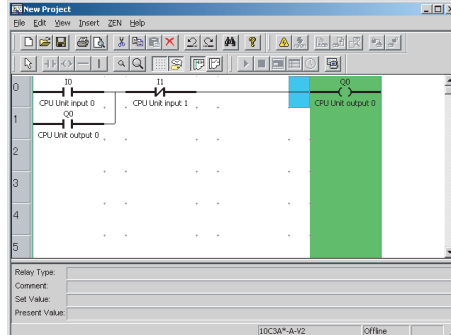 New Project
File Edit View Insert ZEN Help
0
I0
I1
Q0
CPU Unit input 0
CPU Unit input 1
CPU Unit output 0
1
Q0
CPU Unit output 0
2
3
4
5
Relay Type:
Comment:
Set Value:
Present Value:
10C3A*-A-V2
Offline